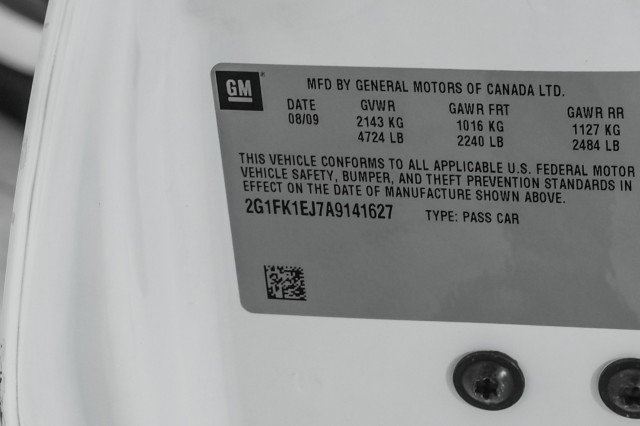 GM
MFD BY GENERAL MOTORS OF CANADA LTD.
DATE GVWR GAWR FRT GAWR RR
08/09 2143 KG 1016 KG 1127 KG
4724 LB 2240 LB 2484 LB
THIS VEHICLE CONFORMS TO ALL APPLICABLE U.S. FEDERAL MOTOR
VEHICLE SAFETY, BUMPER, AND THEFT PREVENTION STANDARDS IN
EFFECT ON THE DATE OF MANUFACTURE SHOWN ABOVE.
2G1FK1EJ7A9141627 TYPE: PASS CAR